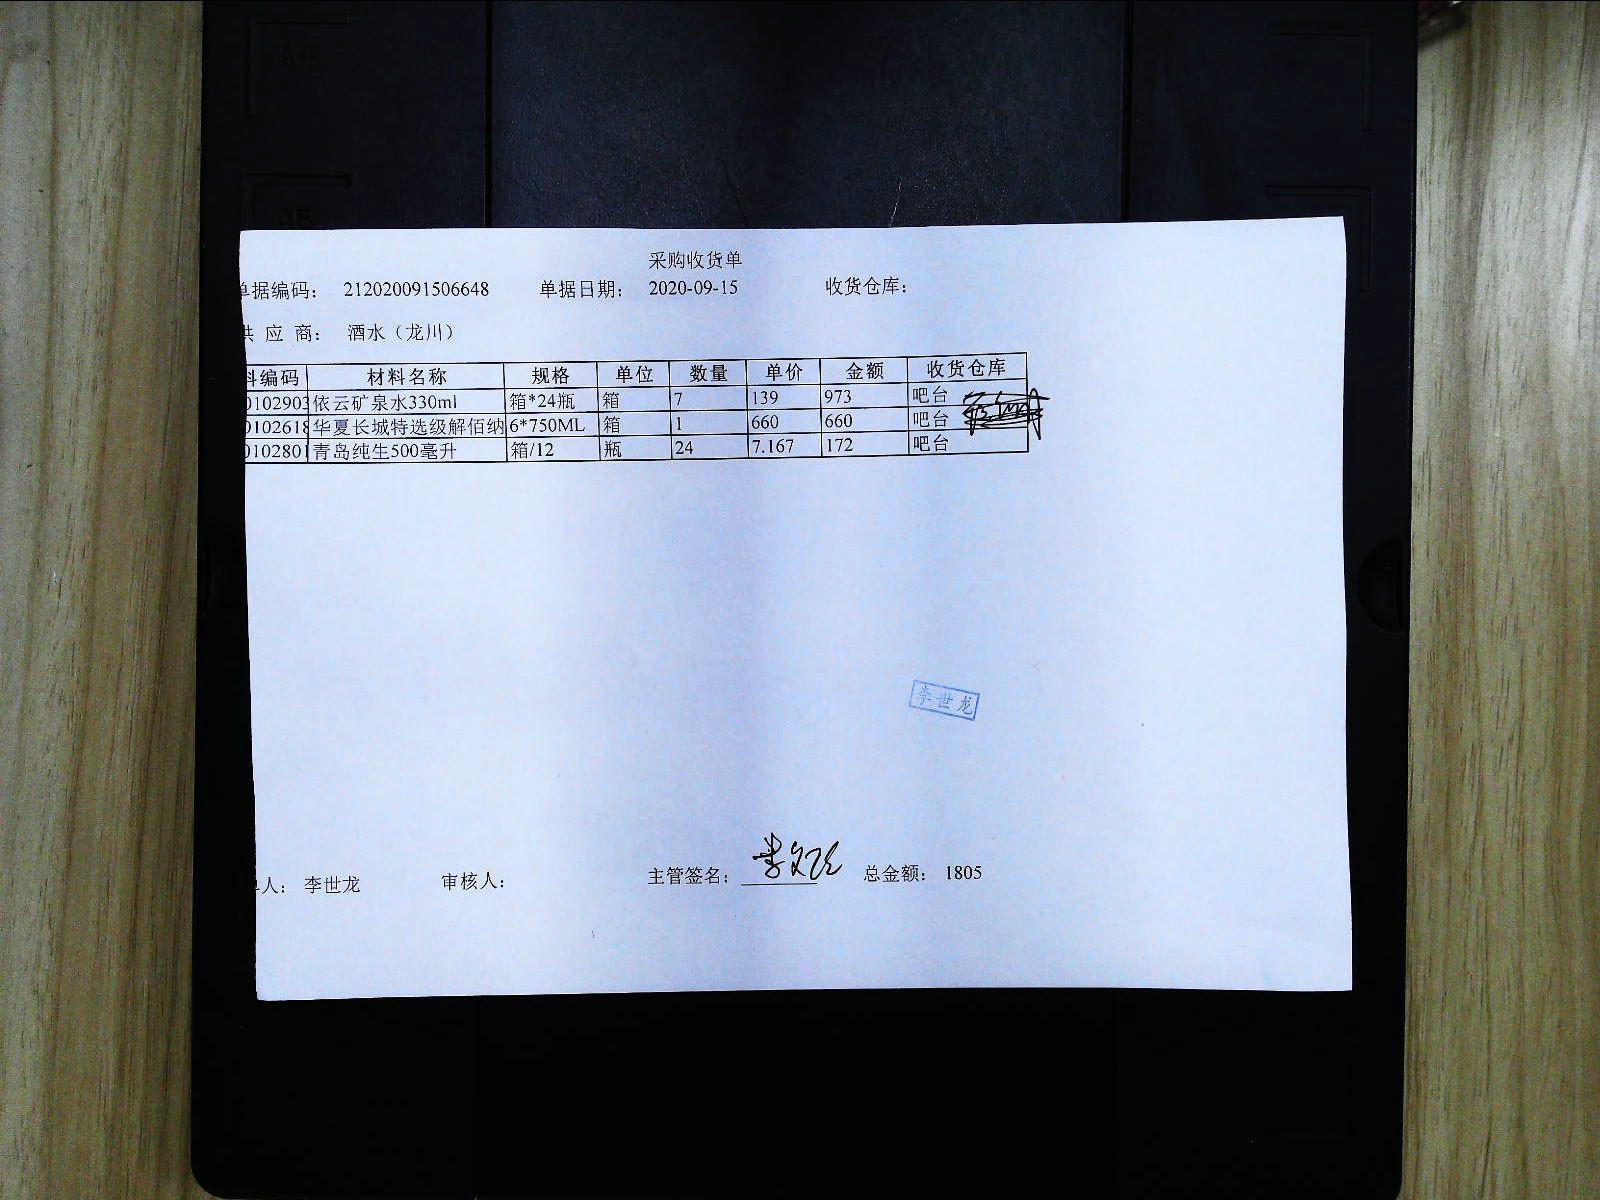 采购收货单
单据编码： 212020091506648 单据日期： 2020-09-15 收货仓库：
供 应 商： 酒水（龙川）
料编码 材料名称 规格 单位 数量 单价 金额 收货仓库
0102903 依云矿泉水330ml 箱*24瓶 箱 7 139 973 吧台
0102618 华夏长城特选级解佰纳 6*750ML 箱 1 660 660 吧台
0102801 青岛纯生500毫升 箱/12 瓶 24 7.167 172 吧台
李世龙
单人： 李世龙 审核人： 主管签名： 总金额： 1805